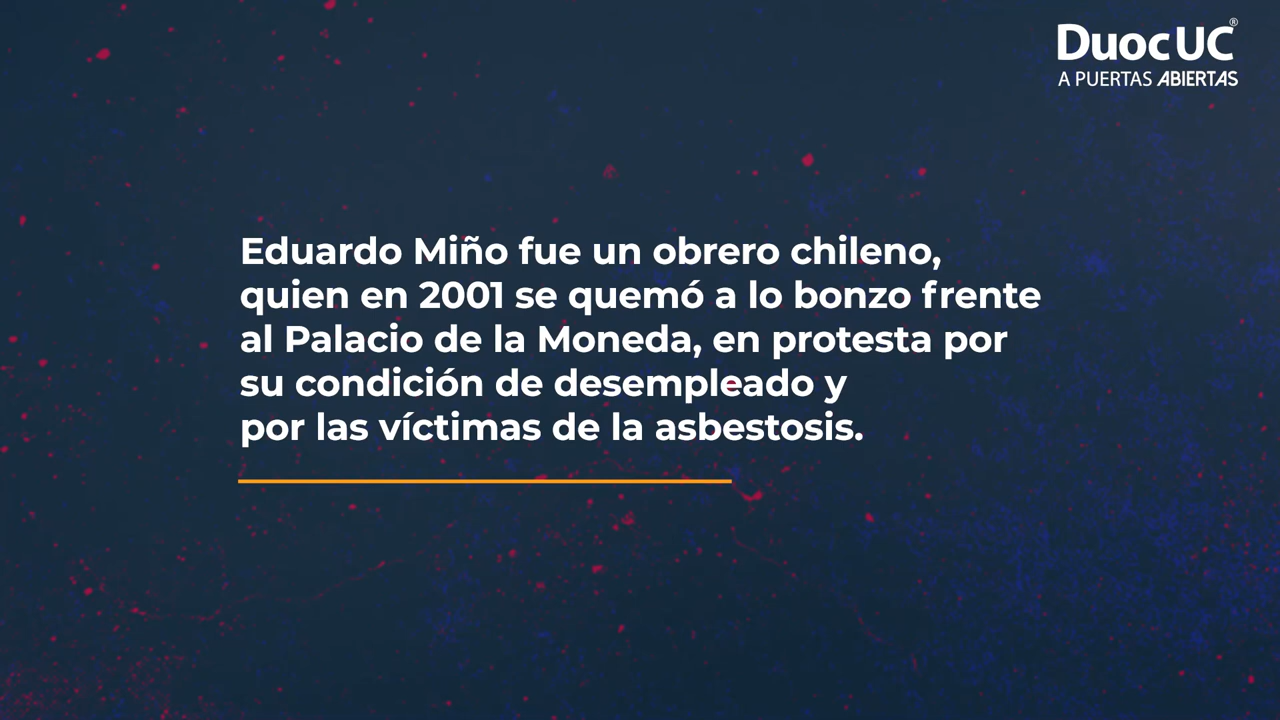 DuocUC®
A PUERTAS ABIERTAS
Eduardo Miño fue un obrero chileno,
quien en 2001 se quemó a lo bonzo frente
al Palacio de la Moneda, en protesta por
su condición de desempleado y
por las víctimas de la asbestosis.